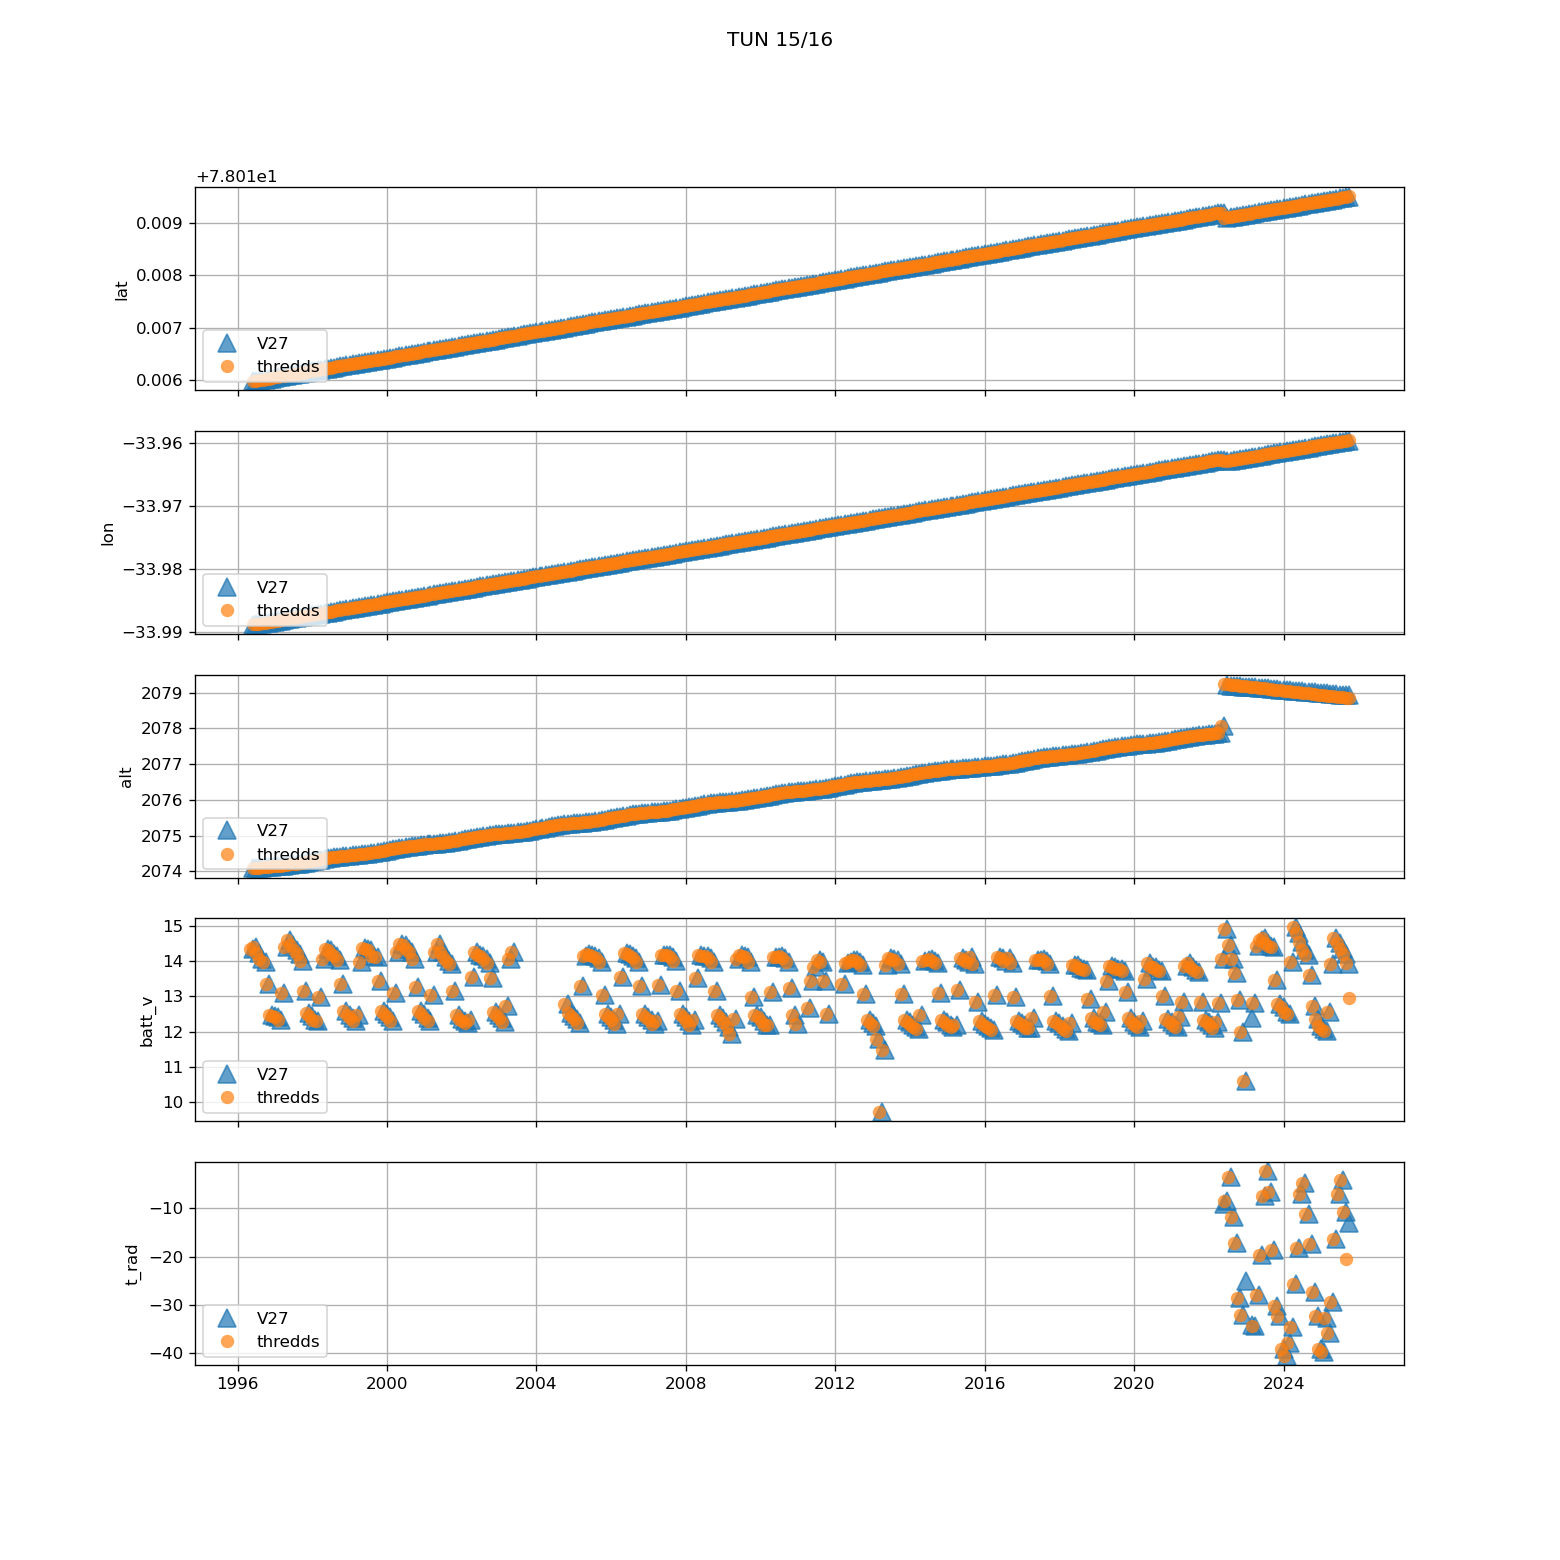 TUN 15/16
+7.801e1
0.009
0.008
0.007
0.006
lat
V27
thredds
−33.96
−33.97
−33.98
−33.99
lon
V27
thredds
2079
2078
2077
2076
2075
2074
alt
V27
thredds
15
14
13
12
11
10
batt_v
V27
thredds
−10
−20
−30
−40
t_rad
V27
thredds
1996 2000 2004 2008 2012 2016 2020 2024